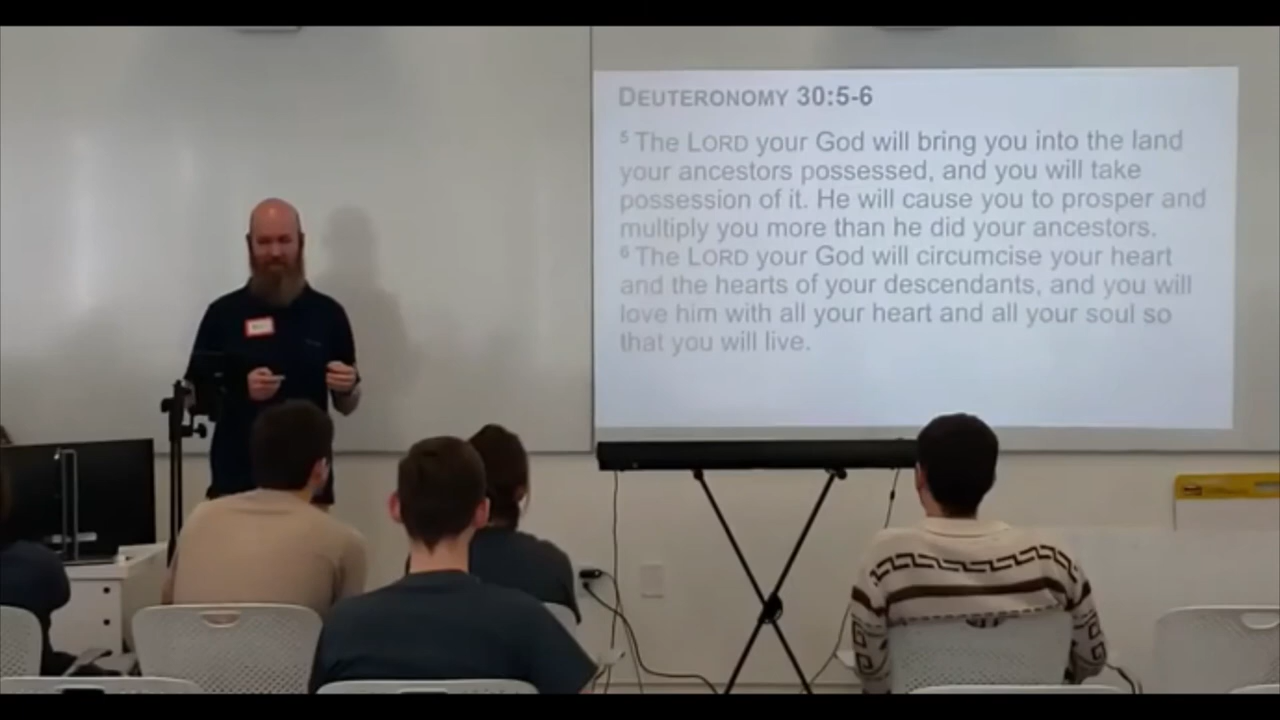 DEUTERONOMY 30:5-6
5 The LORD your God will bring you into the land
your ancestors possessed, and you will take
possession of it. He will cause you to prosper and
multiply you more than he did your ancestors.
6 The LORD your God will circumcise your heart
and the hearts of your descendants, and you will
love him with all your heart and all your soul so
that you will live.